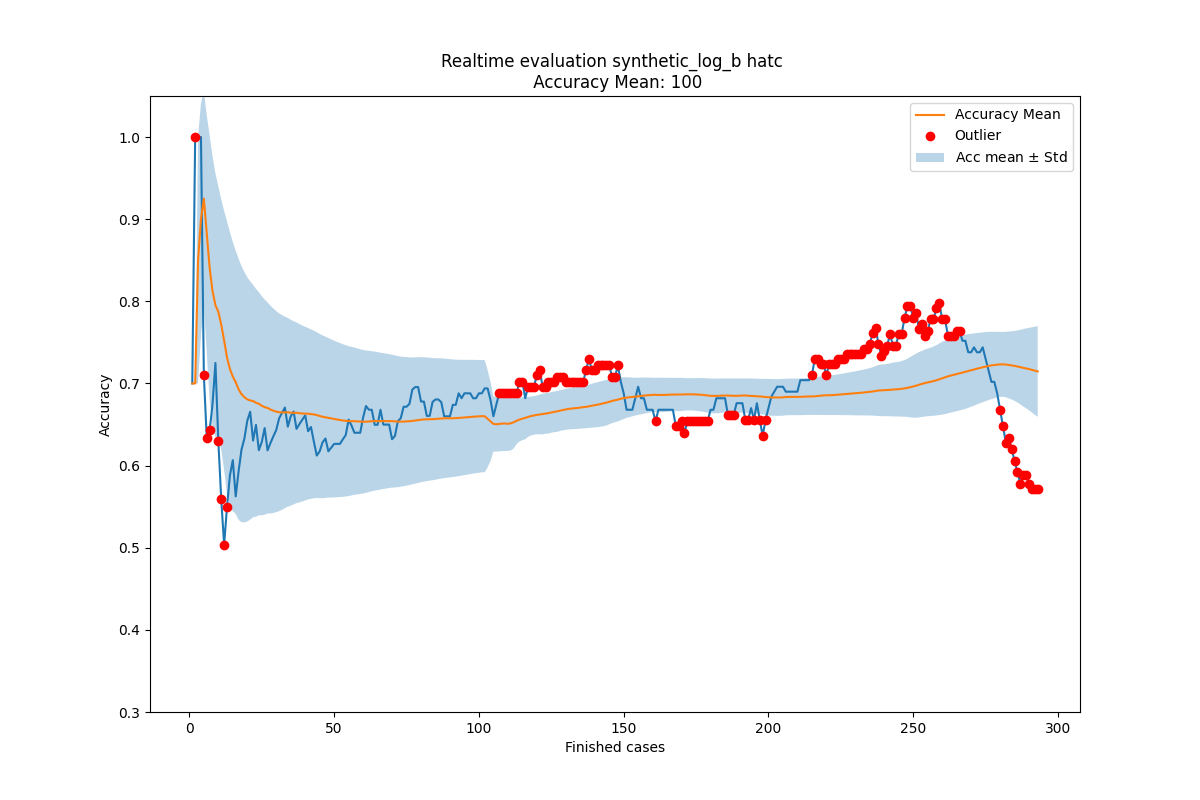 Realtime evaluation synthetic_log_b hatc
Accuracy Mean: 100
Accuracy Mean
Outlier
Acc mean ± Std
Accuracy
1.0
0.9
0.8
0.7
0.6
0.5
0.4
0.3
0 50 100 150 200 250 300
Finished cases